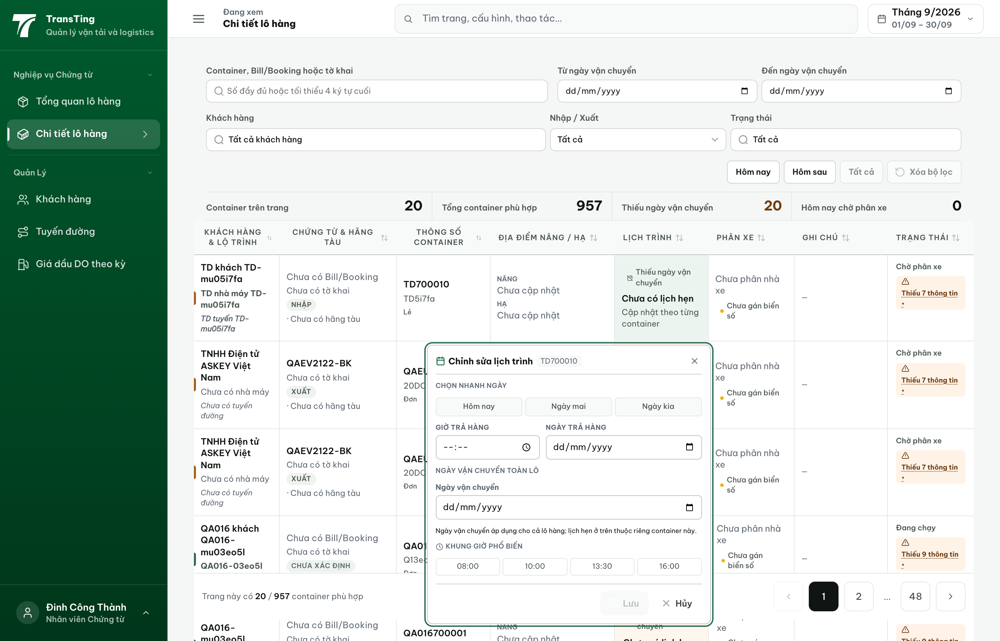 TransTing
Quản lý vận tải và logistics
Nghiệp vụ Chứng từ
Tổng quan lô hàng
Chi tiết lô hàng
Quản Lý
Khách hàng
Tuyến đường
Giá dầu DO theo kỳ
Đinh Công Thành
Nhân viên Chứng từ
Đang xem
Chi tiết lô hàng
Tìm trang, cấu hình, thao tác...
Tháng 9/2026
01/09 – 30/09
Container, Bill/Booking hoặc tờ khai
Từ ngày vận chuyển
Đến ngày vận chuyển
Số đầy đủ hoặc tối thiểu 4 ký tự cuối
dd/mm/yyyy
dd/mm/yyyy
Khách hàng
Nhập / Xuất
Trạng thái
Tất cả khách hàng
Tất cả
Tất cả
Hôm nay
Hôm sau
Tất cả
Xóa bộ lọc
Container trên trang 20
Tổng container phù hợp 957
Thiếu ngày vận chuyển 20
Hôm nay chờ phân xe 0
KHÁCH HÀNG
& LỘ TRÌNH
CHỨNG TỪ & HÃNG
TÀU
THÔNG SỐ
CONTAINER
ĐỊA ĐIỂM NÂNG / HẠ
LỊCH TRÌNH
PHÂN XE
GHI CHÚ
TRẠNG THÁI
TD khách TD-
mu05i7fa
TD nhà máy TD-
mu05i7fa
TD tuyến TD-
mu05i7fa
Chưa có Bill/Booking
Chưa có tờ khai
NHẬP
· Chưa có hãng tàu
TD700010
TD5i7fa
Lẻ
NÂNG
Chưa cập nhật
HẠ
Chưa cập nhật
Thiếu ngày vận
chuyển
Chưa có lịch hẹn
Cập nhật theo từng
container
Chưa phân nhà
xe
Chưa gán biển
số
–
Chờ phân xe
Thiếu 7 thông tin
TNHH Điện tử
ASKEY Việt
Nam
Chưa có nhà máy
Chưa có tuyến
đường
QAEV2122-BK
Chưa có tờ khai
XUẤT
· Chưa có hãng tàu
Đơn
Chưa phân nhà
xe
Chưa gán biển
số
–
Chờ phân xe
Thiếu 7 thông tin
TNHH Điện tử
ASKEY Việt
Nam
Chưa có nhà máy
Chưa có tuyến
đường
QAEV2122-BK
Chưa có tờ khai
XUẤT
· Chưa có hãng tàu
Đơn
Chưa phân nhà
xe
Chưa gán biển
số
–
Chờ phân xe
Thiếu 7 thông tin
QA016 khách
QA016-
mu03eo5l
QA016-03eo5l
Chưa có Bill/Booking
Chưa có tờ khai
CHƯA XÁC ĐỊNH
Chưa phân nhà
xe
Chưa gán
biển số
–
Đang chạy
Thiếu 9 thông tin
Chỉnh sửa lịch trình TD700010
CHỌN NHANH NGÀY
Hôm nay
Ngày mai
Ngày kia
GIỜ TRẢ HÀNG
NGÀY TRẢ HÀNG
--:--
dd/mm/yyyy
NGÀY VẬN CHUYỂN TOÀN LÔ
Ngày vận chuyển
dd/mm/yyyy
Ngày vận chuyển áp dụng cho cả lô hàng; lịch hẹn ở trên thuộc riêng container này.
KHUNG GIỜ PHỔ BIẾN
08:00
10:00
13:30
16:00
Lưu
Hủy
Trang này có 20 / 957 container phù hợp
1
2
...
48
QA016-
mu03eo5l
Chưa có Bill/Booking
Chưa có tờ khai
QA016700001
NÂNG
Chưa cập nhật
chuyển
xe
Thiếu 9 thông tin